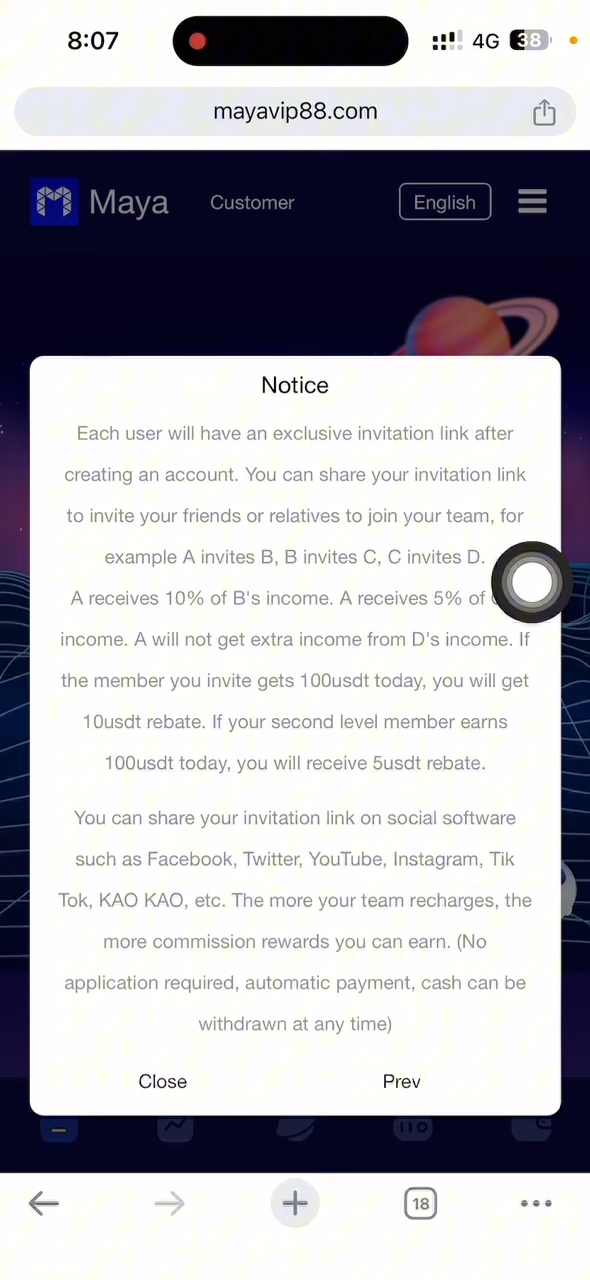 8:07
4G
38
mayavip88.com
Maya
Customer
English
Notice
Each user will have an exclusive invitation link after
creating an account. You can share your invitation link
to invite your friends or relatives to join your team, for
example A invites B, B invites C, C invites D.
A receives 10% of B's income. A receives 5% of
income. A will not get extra income from D's income. If
the member you invite gets 100usdt today, you will get
10usdt rebate. If your second level member earns
100usdt today, you will receive 5usdt rebate.
You can share your invitation link on social software
such as Facebook, Twitter, YouTube, Instagram, Tik
Tok, KAO KAO, etc. The more your team recharges, the
more commission rewards you can earn. (No
application required, automatic payment, cash can be
withdrawn at any time)
Close
Prev
18